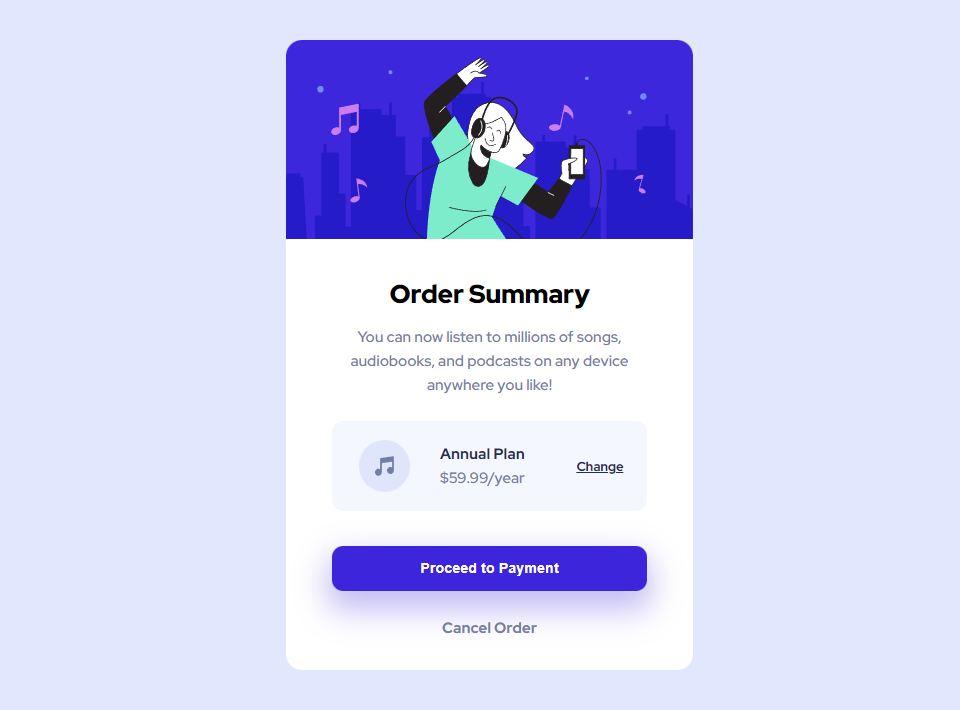 Order Summary
You can now listen to millions of songs,
audiobooks, and podcasts on any device
anywhere you like!
Annual Plan
$59.99/year
Change
Proceed to Payment
Cancel Order